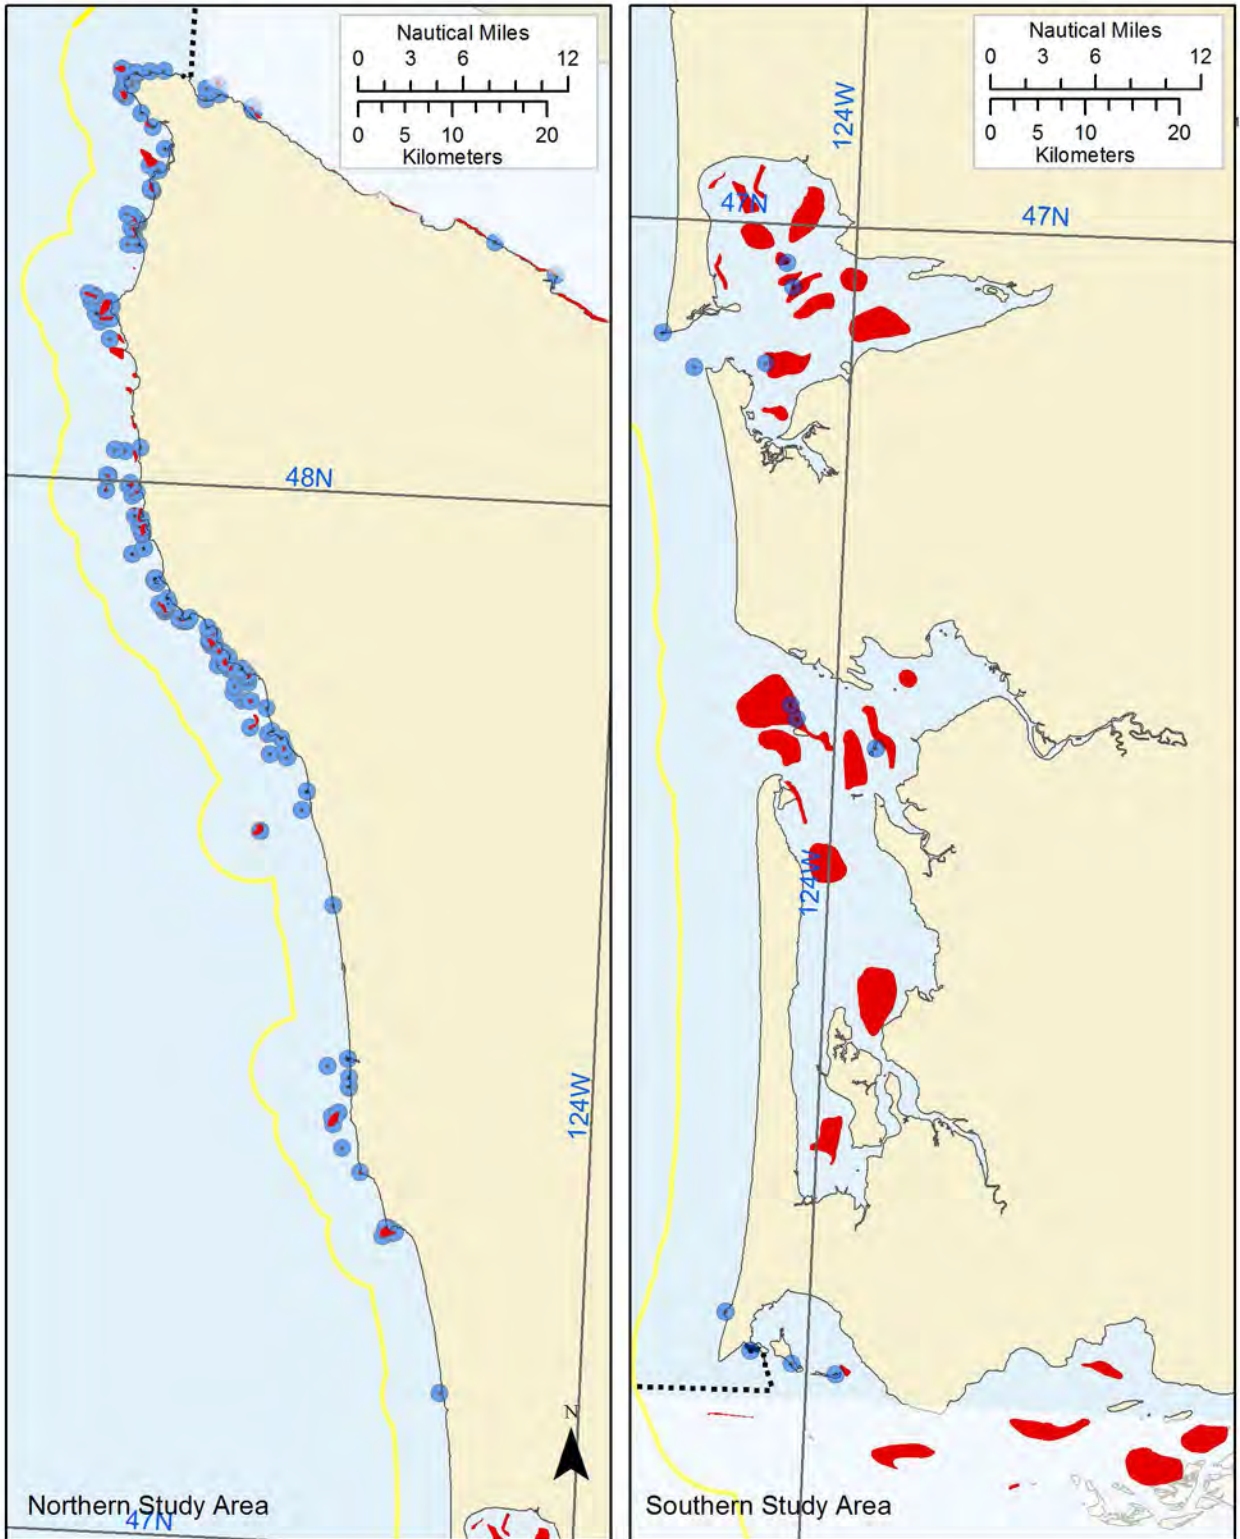 Nautical Miles
0 3 6 12
0 5 10 20
Kilometers
48N
124W
N
Northern Study Area
47N
Nautical Miles
0 3 6 12
0 5 10 20
Kilometers
124W
47N
47N
124W
Southern Study Area